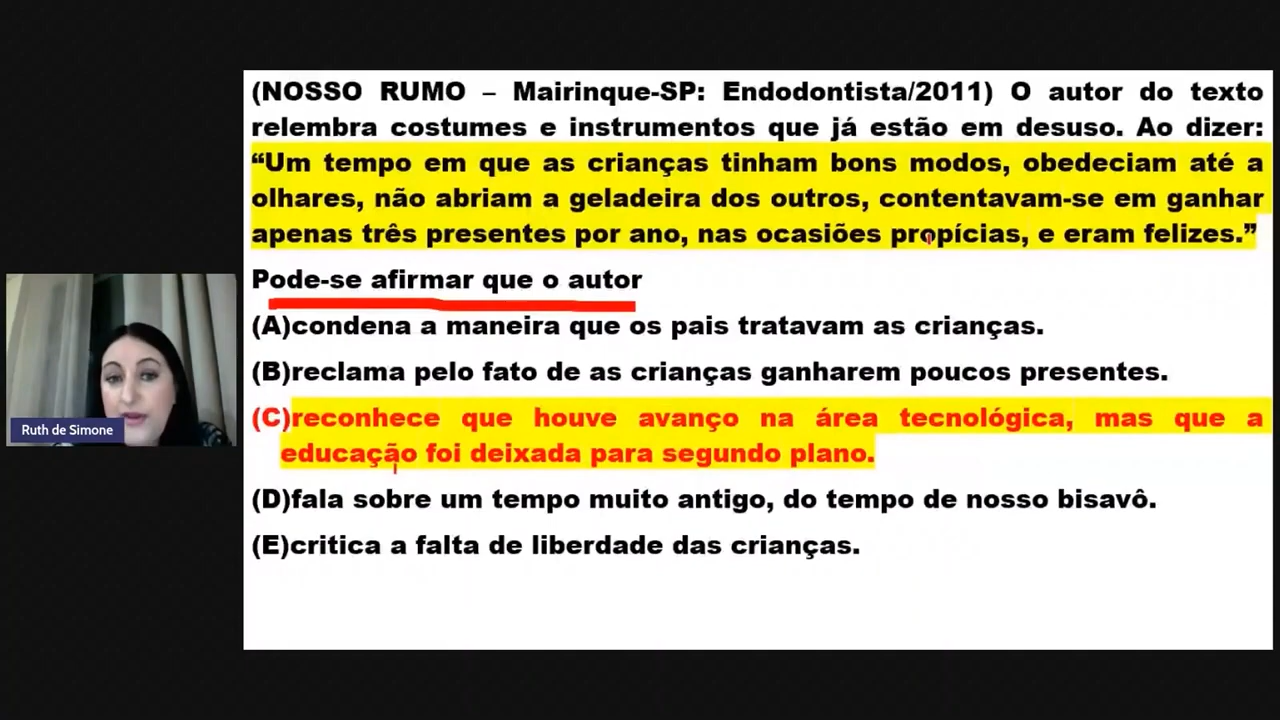 (NOSSO RUMO – Mairinque-SP: Endodontista/2011) O autor do texto
relembra costumes e instrumentos que já estão em desuso. Ao dizer:
“Um tempo em que as crianças tinham bons modos, obedeciam até a
olhares, não abriam a geladeira dos outros, contentavam-se em ganhar
apenas três presentes por ano, nas ocasiões propícias, e eram felizes.”
Pode-se afirmar que o autor
(A)condena a maneira que os pais tratavam as crianças.
(B)reclama pelo fato de as crianças ganharem poucos presentes.
(C)reconhece que houve avanço na área tecnológica, mas que a
educação foi deixada para segundo plano.
(D)fala sobre um tempo muito antigo, do tempo de nosso bisavô.
(E)critica a falta de liberdade das crianças.
Ruth de Simone